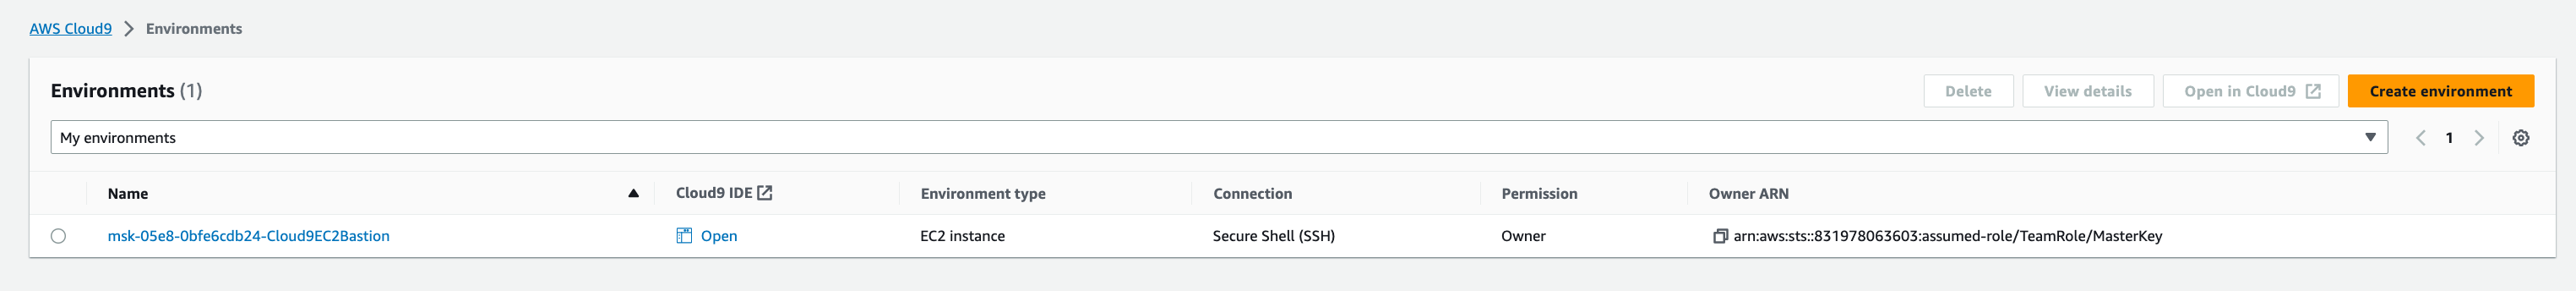 AWS Cloud9 > Environments
Environments (1)
Delete
View details
Open in Cloud9
Create environment
My environments
1
Name Cloud9 IDE Environment type Connection Permission Owner ARN
msk-05e8-0bfe6cdb24-Cloud9EC2Bastion Open EC2 instance Secure Shell (SSH) Owner arn:aws:sts::831978063603:assumed-role/TeamRole/MasterKey